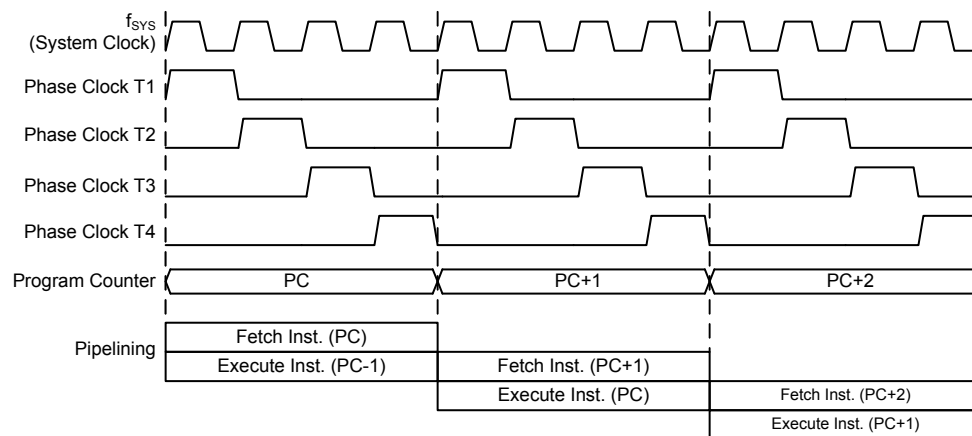 fSYS
(System Clock)
Phase Clock T1
Phase Clock T2
Phase Clock T3
Phase Clock T4
Program Counter PC PC+1 PC+2
Pipelining
Fetch Inst. (PC)
Execute Inst. (PC-1) Fetch Inst. (PC+1)
Execute Inst. (PC) Fetch Inst. (PC+2)
Execute Inst. (PC+1)